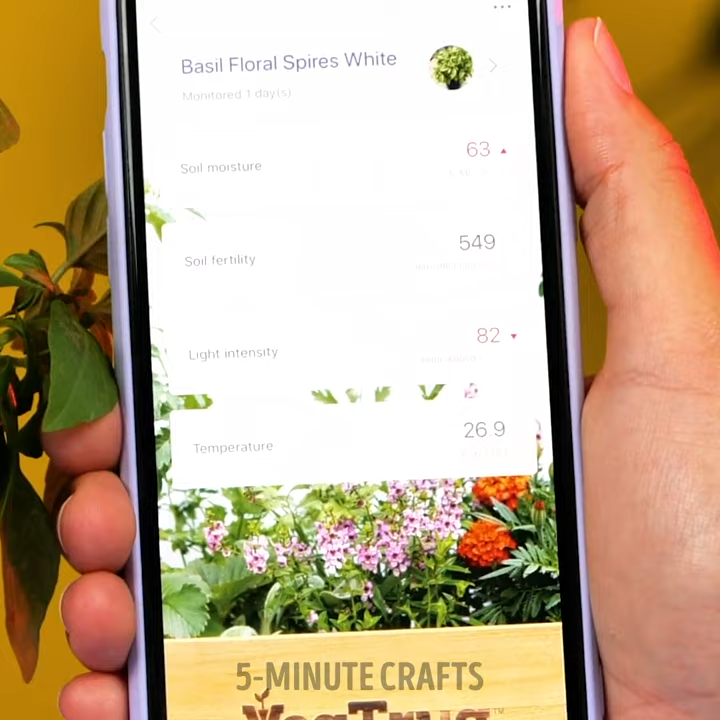 Basil Floral Spires White
Monitored 1 day(s)
Soil moisture
63
Soil fertility
549
Light intensity
82
Temperature
26.9
5-MINUTE CRAFTS
VegTrug™